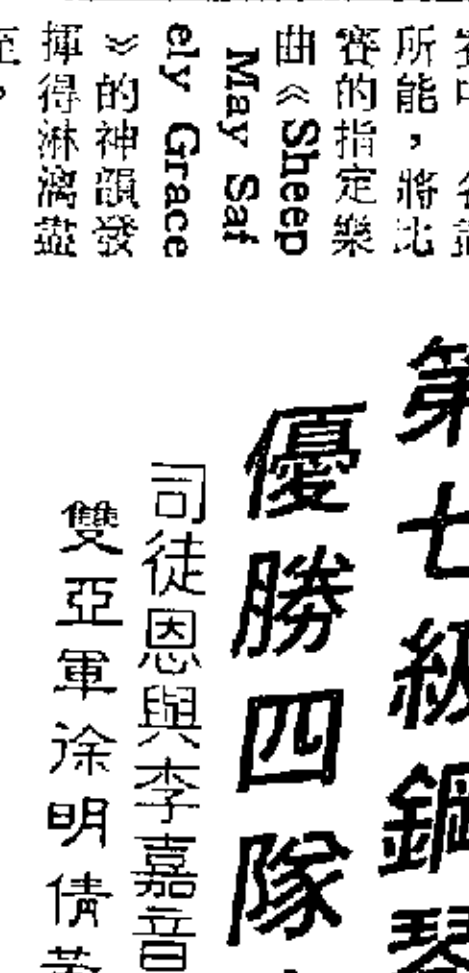 所能，將比
賽的指定樂
曲《Sheep
May Saf
ely Grace
》的神韻發
揮得淋漓盡
至，
第七級鋼琴
優勝四隊
司徒恩與李嘉音
雙亞軍徐明倩